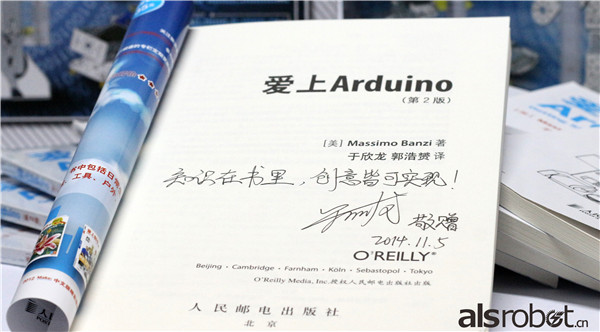 爱上Arduino
（第2版）
[美] Massimo Banzi 著
于欣龙 郭浩赟 译
知识在书里，创意皆可实现！
敬赠
2014.11.5
O'REILLY®
Beijing · Cambridge · Farnham · Köln · Sebastopol · Tokyo
O'Reilly Media, Inc.授权人民邮电出版社出版
人民邮电出版社
北京
工具、户外
alsrobot.cn